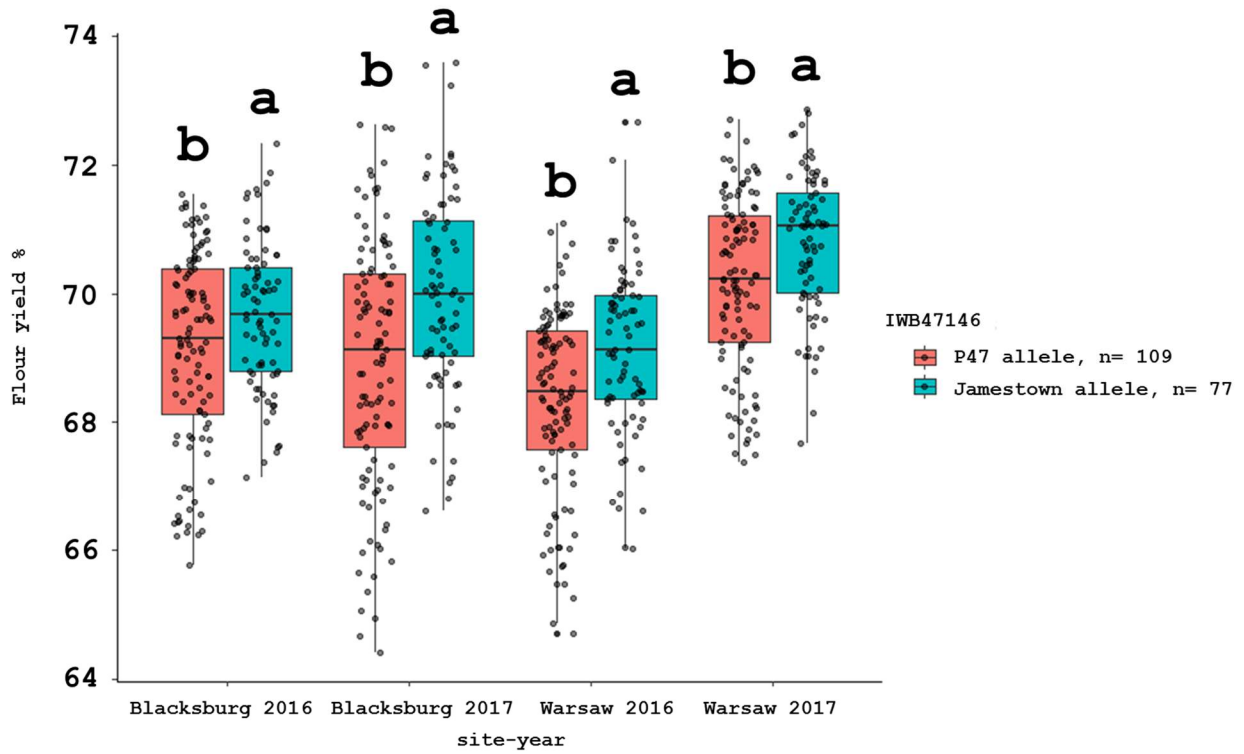 74
72
70
68
66
64
Flour yield %
b
a
b
a
b
a
b
a
Blacksburg 2016
Blacksburg 2017
Warsaw 2016
Warsaw 2017
site-year
IWB47146
P47 allele, n= 109
Jamestown allele, n= 77